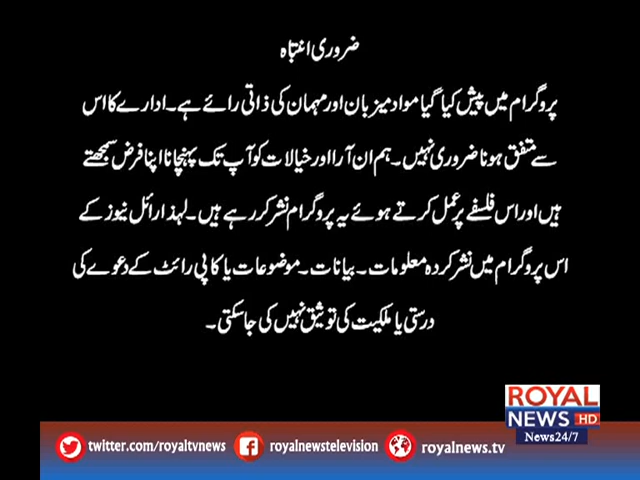 ضروری انتباہ
پروگرام میں پیش کیا گیا مواد میزبان اور مہمان کی ذاتی رائے ہے۔ ادارے کا اس
سے متفق ہونا ضروری نہیں۔ ہم ان آرا اور خیالات کو آپ تک پہنچانا اپنا فرض سمجھتے
ہیں اور اس فلسفے پر عمل کرتے ہوئے یہ پروگرام نشر کر رہے ہیں۔ لہذا رائل نیوز کے
اس پروگرام میں نشر کردہ معلومات۔ بیانات۔ موضوعات یا کاپی رائٹ کے دعوے کی
درستی یا ملکیت کی توثیق نہیں کی جا سکتی۔
ROYAL
NEWS HD
News24/7
twitter.com/royaltvnews royalnewstelevision royalnews.tv